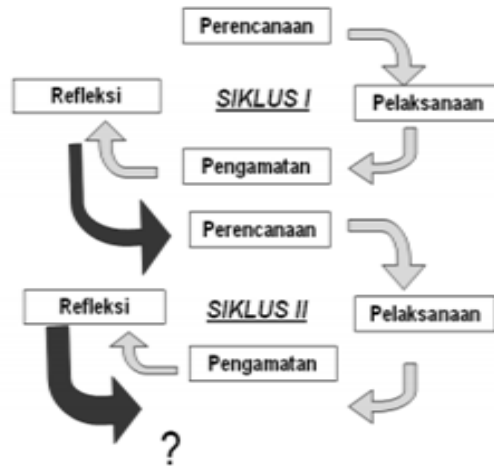 Perencanaan
Refleksi
SIKLUS I
Pelaksanaan
Pengamatan
Perencanaan
Refleksi
SIKLUS II
Pelaksanaan
Pengamatan
?